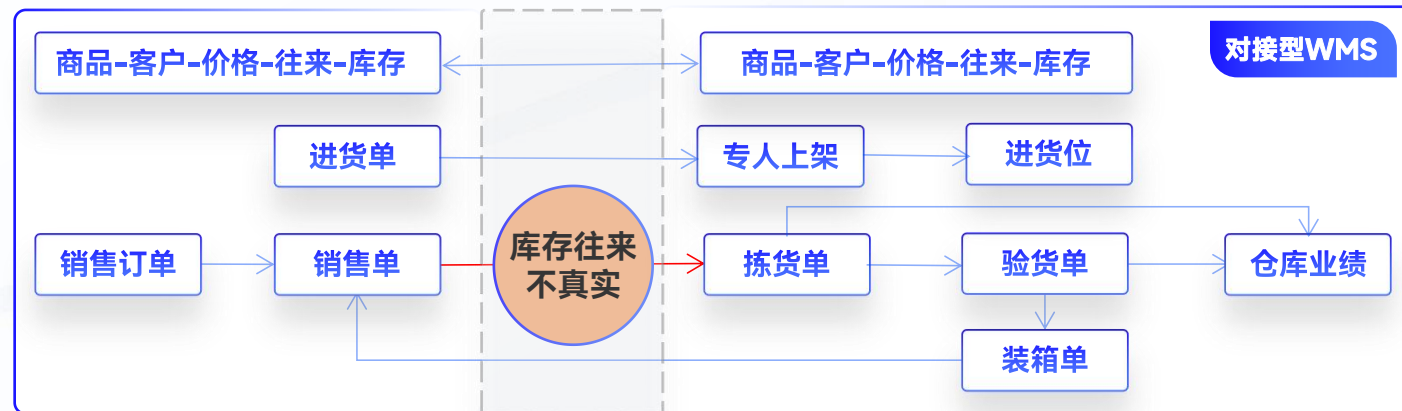 对接型WMS
商品-客户-价格-往来-库存
商品-客户-价格-往来-库存
进货单
专人上架
进货位
销售订单
销售单
库存往来
不真实
拣货单
验货单
仓库业绩
装箱单